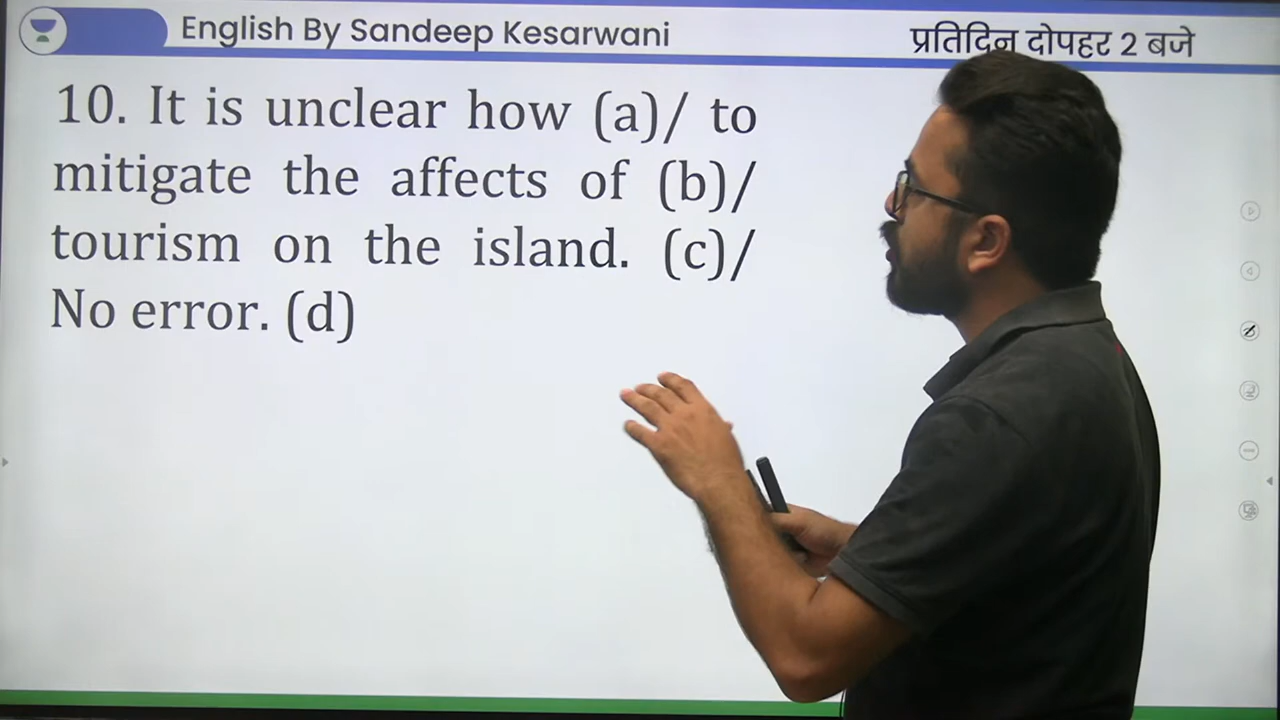 English By Sandeep Kesarwani
प्रतिदिन दोपहर 2 बजे
10. It is unclear how (a)/ to
mitigate the affects of (b)/
tourism on the island. (c)/
No error. (d)